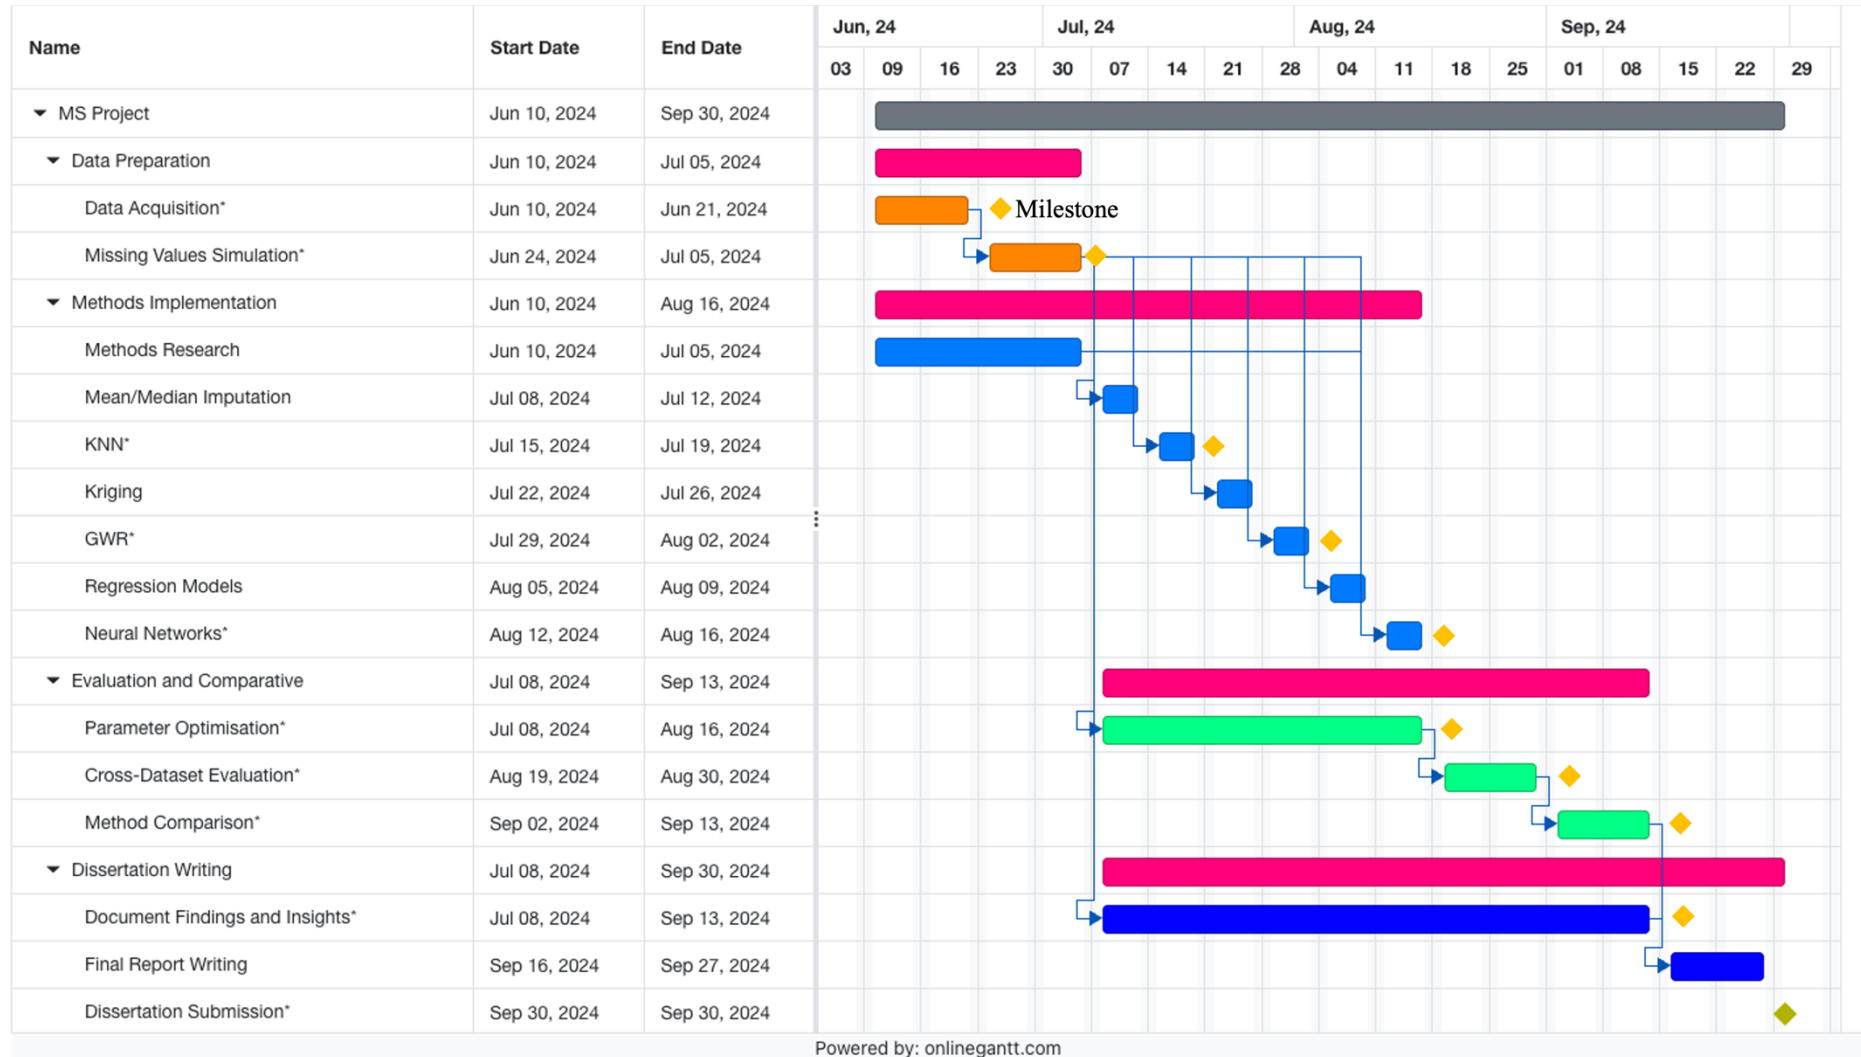 Name Start Date End Date Jun, 24 Jul, 24 Aug, 24 Sep, 24
03 09 16 23 30 07 14 21 28 04 11 18 25 01 08 15 22 29
MS Project Jun 10, 2024 Sep 30, 2024
Data Preparation Jun 10, 2024 Jul 05, 2024
Data Acquisition* Jun 10, 2024 Jun 21, 2024 Milestone
Missing Values Simulation* Jun 24, 2024 Jul 05, 2024
Methods Implementation Jun 10, 2024 Aug 16, 2024
Methods Research Jun 10, 2024 Jul 05, 2024
Mean/Median Imputation Jul 08, 2024 Jul 12, 2024
KNN* Jul 15, 2024 Jul 19, 2024
Kriging Jul 22, 2024 Jul 26, 2024
GWR* Jul 29, 2024 Aug 02, 2024
Regression Models Aug 05, 2024 Aug 09, 2024
Neural Networks* Aug 12, 2024 Aug 16, 2024
Evaluation and Comparative Jul 08, 2024 Sep 13, 2024
Parameter Optimisation* Jul 08, 2024 Aug 16, 2024
Cross-Dataset Evaluation* Aug 19, 2024 Aug 30, 2024
Method Comparison* Sep 02, 2024 Sep 13, 2024
Dissertation Writing Jul 08, 2024 Sep 30, 2024
Document Findings and Insights* Jul 08, 2024 Sep 13, 2024
Final Report Writing Sep 16, 2024 Sep 27, 2024
Dissertation Submission* Sep 30, 2024 Sep 30, 2024
Powered by: onlinegantt.com